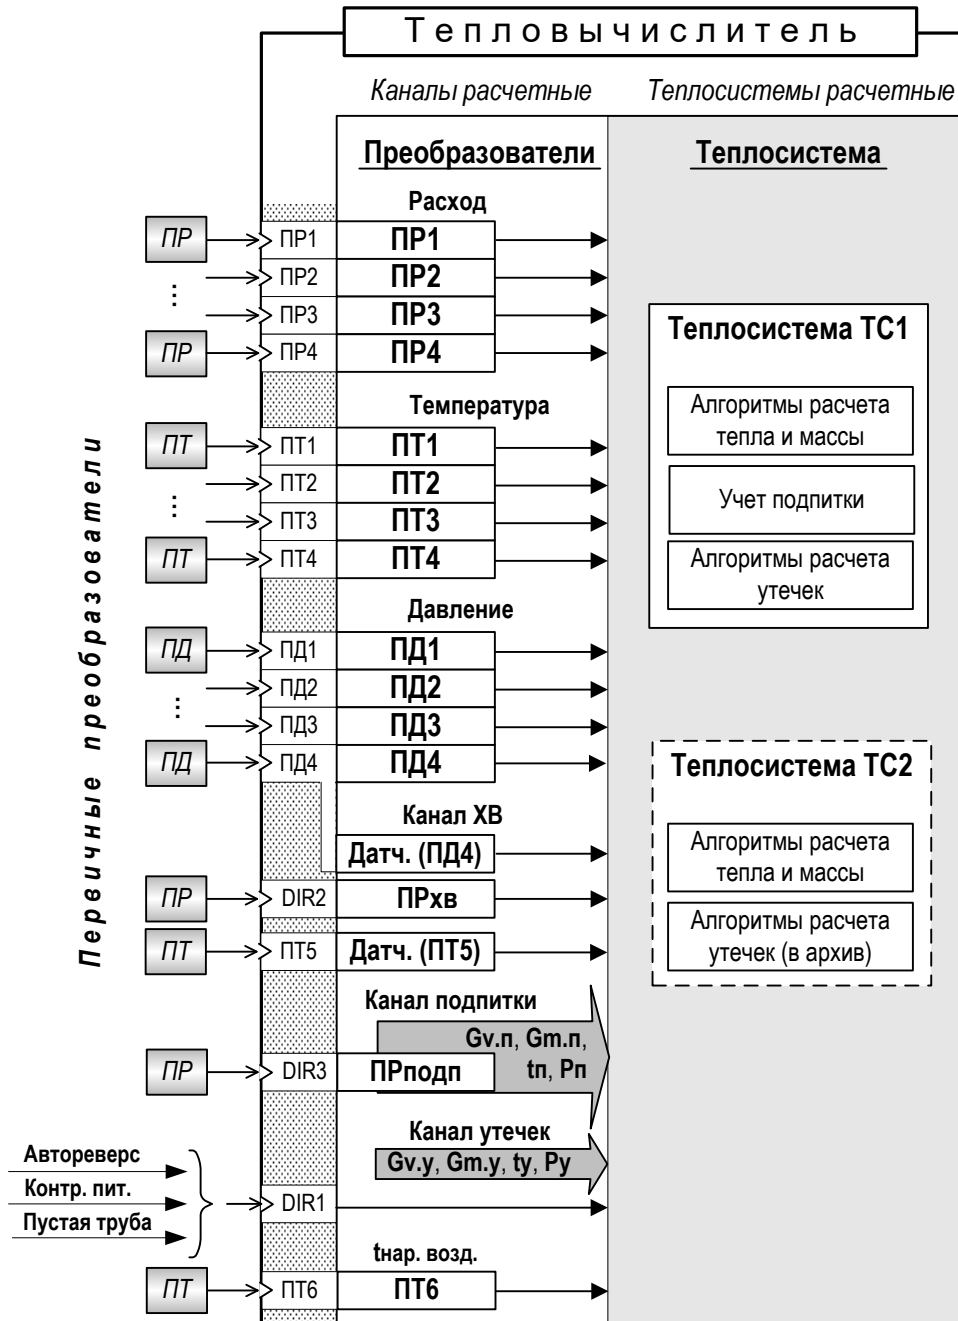 Тепловычислитель
Каналы расчетные
Теплосистемы расчетные
Преобразователи
Теплосистема
Расход
ПР
ПР1
ПР1
ПР2
ПР2
...
ПР3
ПР3
ПР
ПР4
ПР4
Температура
ПТ
ПТ1
ПТ1
ПТ2
ПТ2
...
ПТ3
ПТ3
ПТ
ПТ4
ПТ4
Давление
ПД
ПД1
ПД1
ПД2
ПД2
...
ПД3
ПД3
ПД
ПД4
ПД4
Канал ХВ
Датч. (ПД4)
ПР
DIR2
ПРхв
ПТ
ПТ5
Датч. (ПТ5)
Канал подпитки
Gv.п, Gm.п,
tп, Pп
ПР
DIR3
ПРподп
Канал утечек
Gv.у, Gm.у, tу, Pу
Автореверс
Контр. пит.
Пустая труба
DIR1
tнар. возд.
ПТ
ПТ6
ПТ6
Первичные преобразователи
Теплосистема ТС1
Алгоритмы расчета
тепла и массы
Учет подпитки
Алгоритмы расчета
утечек
Теплосистема ТС2
Алгоритмы расчета
тепла и массы
Алгоритмы расчета
утечек (в архив)